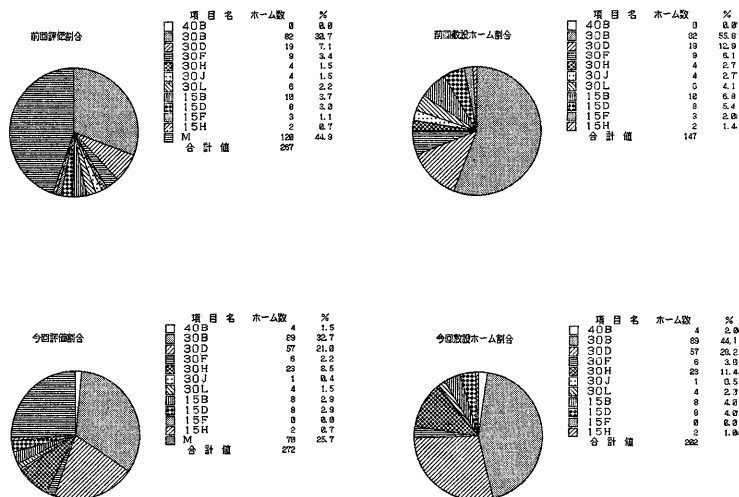 前回評価割合
項目名 ホーム数 %
40B 0 0.0
30B 82 30.7
30D 19 7.1
30F 9 3.4
30H 4 1.5
30J 4 1.5
30L 6 2.2
15B 10 3.7
15D 8 3.0
15F 3 1.1
15H 2 0.7
M 120 44.9
合計値 267
前回敷設ホーム割合
項目名 ホーム数 %
40B 0 0.0
30B 82 55.8
30D 19 12.9
30F 9 6.1
30H 4 2.7
30J 4 2.7
30L 6 4.1
15B 10 6.8
15D 8 5.4
15F 3 2.0
15H 2 1.4
合計値 147
今回評価割合
項目名 ホーム数 %
40B 4 1.5
30B 89 32.7
30D 57 21.0
30F 6 2.2
30H 23 8.5
30J 1 0.4
30L 4 1.5
15B 8 2.9
15D 8 2.9
15F 0 0.0
15H 2 0.7
M 70 25.7
合計値 272
今回敷設ホーム割合
項目名 ホーム数 %
40B 4 2.0
30B 89 44.1
30D 57 28.2
30F 6 3.0
30H 23 11.4
30J 1 0.5
30L 4
15B 8 4.0
15D 8 4.0
15F 0 0.0
15H 2 1.0
合計値 202